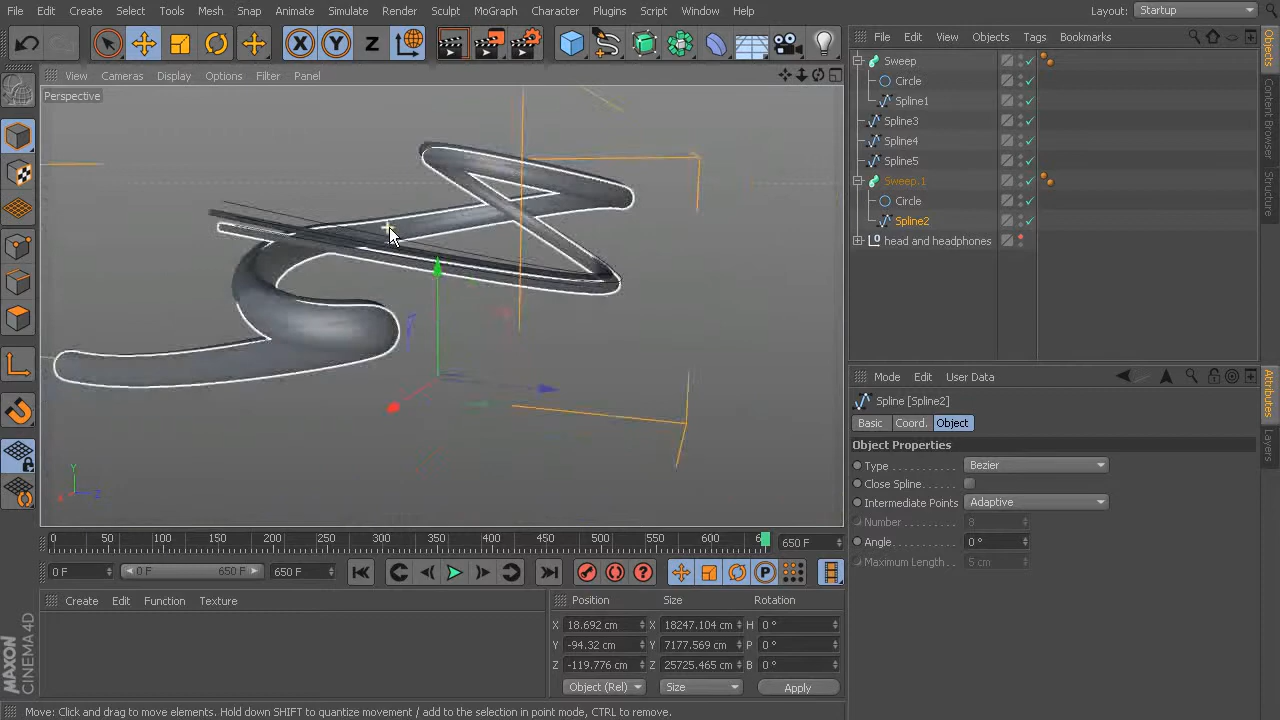 File Edit Create Select Tools Mesh Snap Animate Simulate Render Sculpt MoGraph Character Plugins Script Window Help Layout: Startup
X Y Z
File Edit View Objects Tags Bookmarks
View Cameras Display Options Filter Panel
Perspective
Sweep
Circle
Spline1
Spline3
Spline4
Spline5
Sweep.1
Circle
Spline2
head and headphones
Objects
Content Browser
Structure
Mode Edit User Data
Spline [Spline2]
Basic Coord. Object
Object Properties
Type Bezier
Close Spline
Intermediate Points Adaptive
Number 8
Angle 0 °
Maximum Length 5 cm
Attributes
Layers
Y
X
Z
0 50 100 150 200 250 300 350 400 450 500 550 600 6 650 F
0 F 0 F 650 F 650 F
P
Create Edit Function Texture
Position Size Rotation
X 18.692 cm X 18247.104 cm H 0 °
Y -94.32 cm Y 7177.569 cm P 0 °
Z -119.776 cm Z 25725.465 cm B 0 °
Object (Rel) Size Apply
MAXON
CINEMA 4D
Move: Click and drag to move elements. Hold down SHIFT to quantize movement / add to the selection in point mode, CTRL to remove.